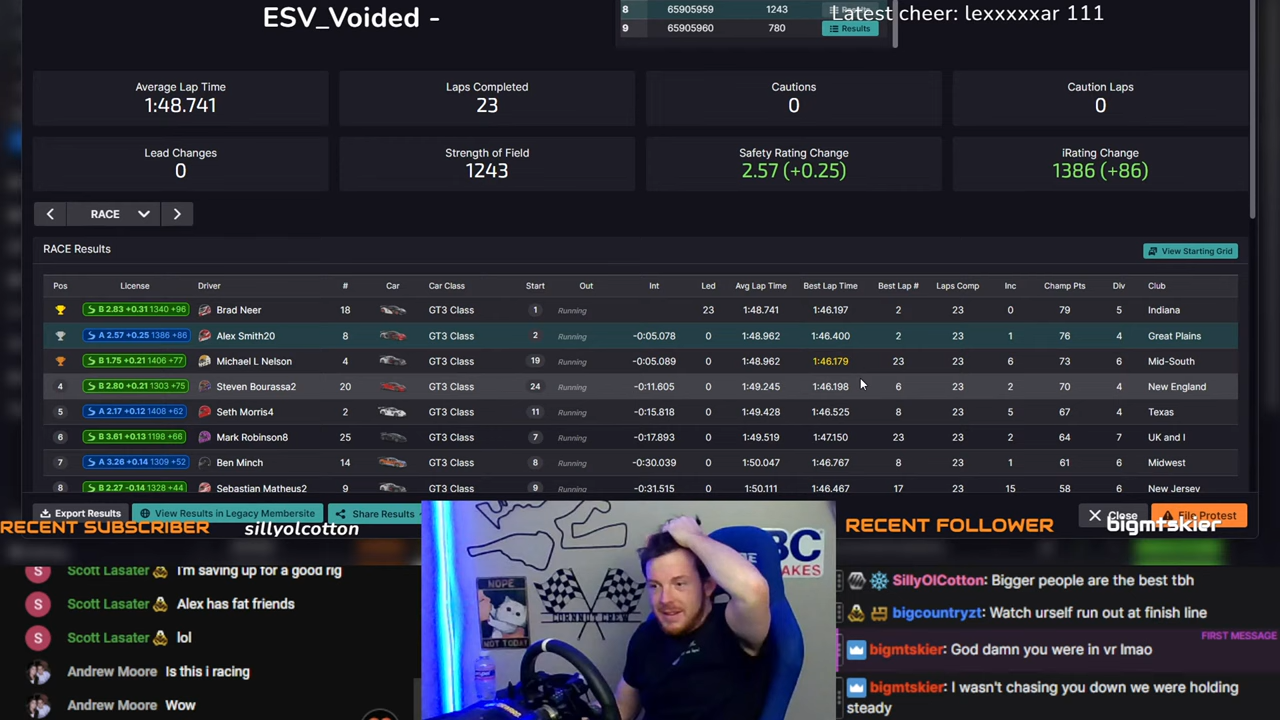 ESV_Voided -
8 65905959 1243 Results
9 65905960 780 Results
Latest cheer: lexxxxxar 111
Average Lap Time
1:48.741
Laps Completed
23
Cautions
0
Caution Laps
0
Lead Changes
0
Strength of Field
1243
Safety Rating Change
2.57 (+0.25)
iRating Change
1386 (+86)
RACE
RACE Results
View Starting Grid
Pos License Driver # Car Car Class Start Out Int Led Avg Lap Time Best Lap Time Best Lap # Laps Comp Inc Champ Pts Div Club
B 2.83 +0.31 1340 +96 Brad Neer 18 GT3 Class 1 Running 23 1:48.741 1:46.197 2 23 0 79 5 Indiana
A 2.57 +0.25 1386 +86 Alex Smith20 8 GT3 Class 2 Running -0:05.078 0 1:48.962 1:46.400 2 23 1 76 4 Great Plains
B 1.75 +0.21 1406 +77 Michael L Nelson 4 GT3 Class 19 Running -0:05.089 0 1:48.962 1:46.179 23 23 6 73 6 Mid-South
4 B 2.80 +0.21 1303 +75 Steven Bourassa2 20 GT3 Class 24 Running -0:11.605 0 1:49.245 1:46.198 6 23 2 70 4 New England
5 A 2.17 +0.12 1408 +62 Seth Morris4 2 GT3 Class 11 Running -0:15.818 0 1:49.428 1:46.525 8 23 5 67 4 Texas
6 B 3.61 +0.13 1198 +66 Mark Robinson8 25 GT3 Class 7 Running -0:17.893 0 1:49.519 1:47.150 23 23 2 64 7 UK and I
7 A 3.26 +0.14 1309 +52 Ben Minch 14 GT3 Class 8 Running -0:30.039 0 1:50.047 1:46.767 8 23 1 61 6 Midwest
8 B 2.27 -0.14 1328 +44 Sebastian Matheus2 9 GT3 Class 9 Running -0:31.515 0 1:50.111 1:46.467 17 23 15 58 6 New Jersey
Export Results
View Results in Legacy Membersite
Share Results
Close
File Protest
RECENT SUBSCRIBER
sillyolcotton
RECENT FOLLOWER
bigmtskier
S Scott Lasater I'm saving up for a good rig
S Scott Lasater Alex has fat friends
S Scott Lasater lol
Andrew Moore Is this i racing
Andrew Moore Wow
NOPE
NOT TODAY
CORNNUT CREW
BC
AKES
SillyOlCotton: Bigger people are the best tbh
bigcountryzt: Watch urself run out at finish line
FIRST MESSAGE
bigmtskier: God damn you were in vr lmao
bigmtskier: I wasn't chasing you down we were holding
steady